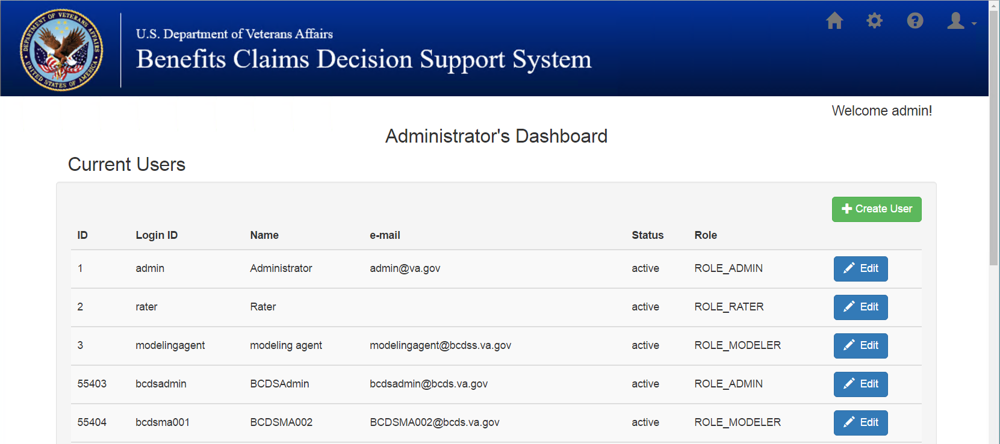 DEPARTMENT OF VETERANS AFFAIRS
UNITED STATES OF AMERICA
U.S. Department of Veterans Affairs
Benefits Claims Decision Support System
Welcome admin!
Administrator's Dashboard
Current Users
Create User
ID Login ID Name e-mail Status Role
1 admin Administrator admin@va.gov active ROLE_ADMIN Edit
2 rater Rater active ROLE_RATER Edit
3 modelingagent modeling agent modelingagent@bcdss.va.gov active ROLE_MODELER Edit
55403 bcdsadmin BCDSAdmin bcdsadmin@bcds.va.gov active ROLE_ADMIN Edit
55404 bcdsma001 BCDSMA002 BCDSMA002@bcds.va.gov active ROLE_MODELER Edit